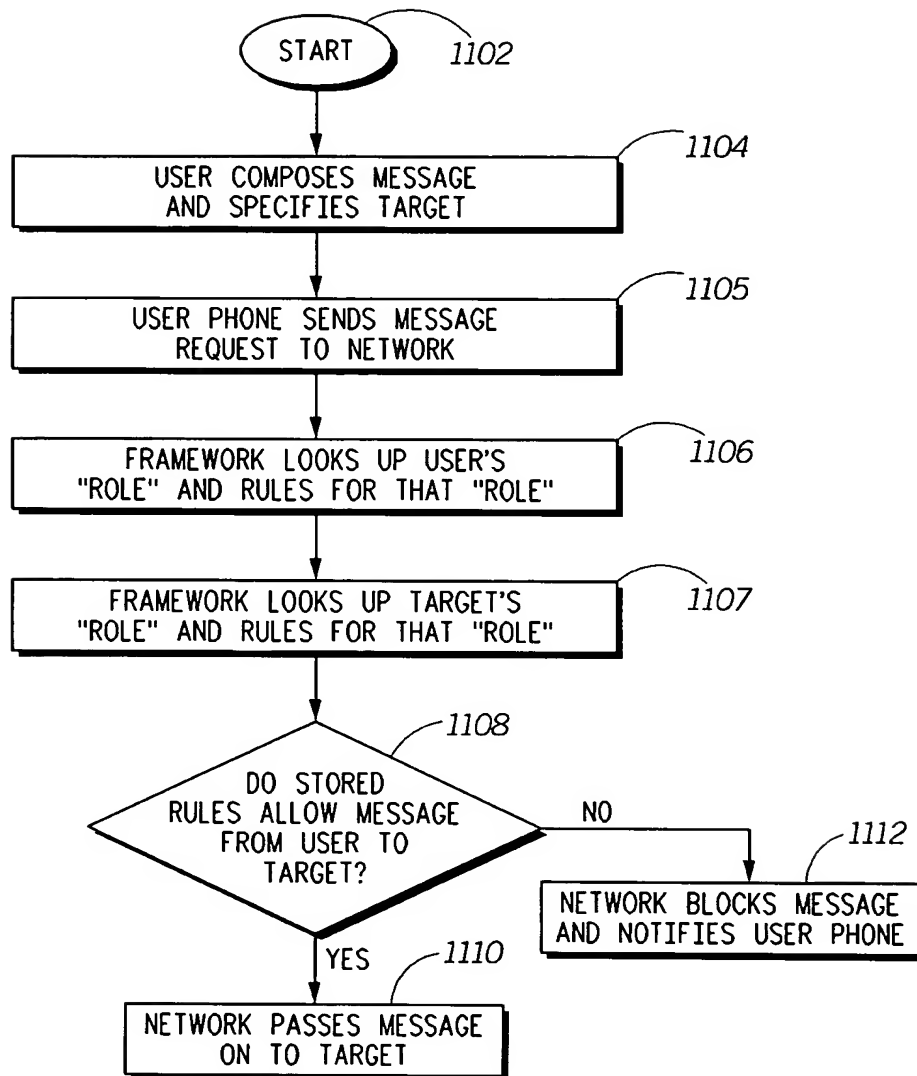 START
1102
1104
USER COMPOSES MESSAGE
AND SPECIFIES TARGET
1105
USER PHONE SENDS MESSAGE
REQUEST TO NETWORK
1106
FRAMEWORK LOOKS UP USER'S
"ROLE" AND RULES FOR THAT "ROLE"
1107
FRAMEWORK LOOKS UP TARGET'S
"ROLE" AND RULES FOR THAT "ROLE"
1108
DO STORED
RULES ALLOW MESSAGE
FROM USER TO
TARGET?
NO
1112
NETWORK BLOCKS MESSAGE
AND NOTIFIES USER PHONE
YES
1110
NETWORK PASSES MESSAGE
ON TO TARGET